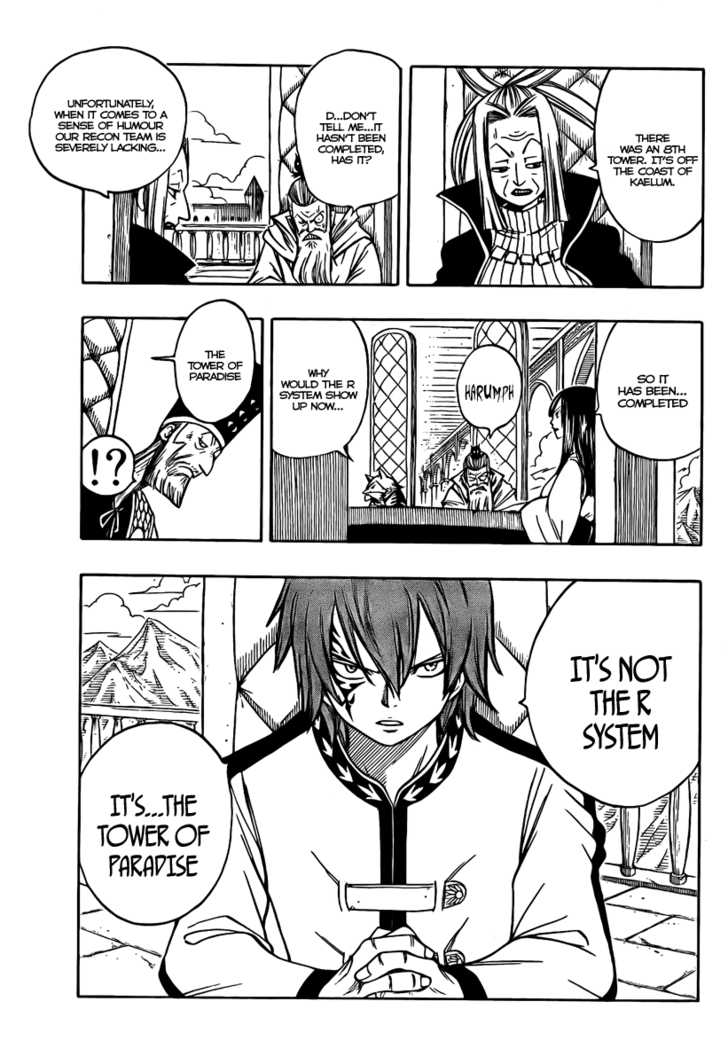 THERE
WAS AN 8TH
TOWER. IT'S OFF
THE COAST OF
KAELUM.
D...DON'T
TELL ME...IT
HASN'T BEEN
COMPLETED,
HAS IT?
UNFORTUNATELY,
WHEN IT COMES TO A
SENSE OF HUMOUR
OUR RECON TEAM IS
SEVERELY LACKING...
SO IT
HAS BEEN...
COMPLETED
HARUMPH
WHY
WOULD THE R
SYSTEM SHOW
UP NOW...
THE
TOWER OF
PARADISE
!?
IT'S NOT
THE R
SYSTEM
IT'S...THE
TOWER OF
PARADISE